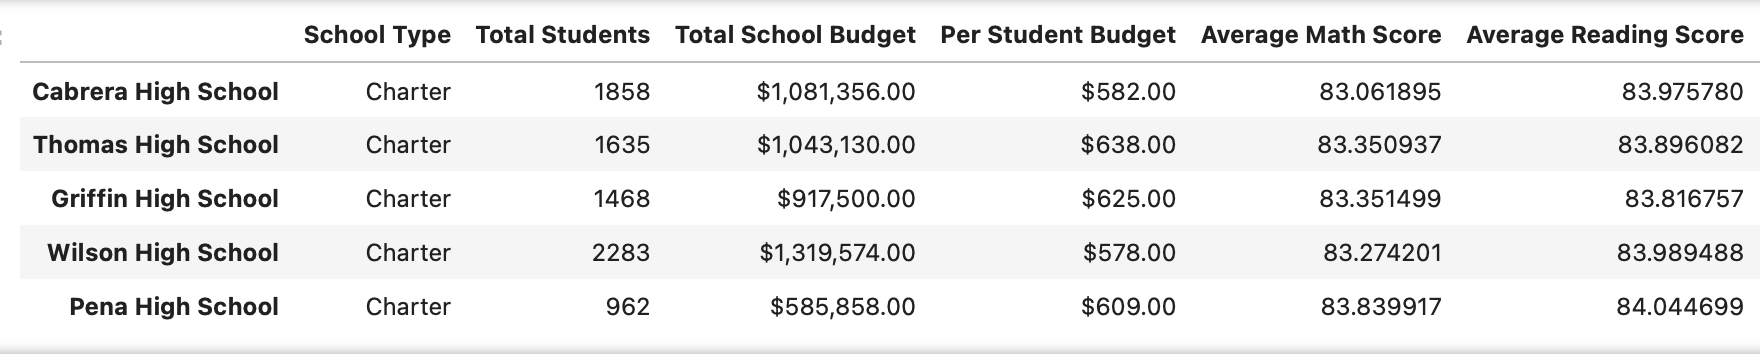 School Type Total Students Total School Budget Per Student Budget Average Math Score Average Reading Score
Cabrera High School Charter 1858 $1,081,356.00 $582.00 83.061895 83.975780
Thomas High School Charter 1635 $1,043,130.00 $638.00 83.350937 83.896082
Griffin High School Charter 1468 $917,500.00 $625.00 83.351499 83.816757
Wilson High School Charter 2283 $1,319,574.00 $578.00 83.274201 83.989488
Pena High School Charter 962 $585,858.00 $609.00 83.839917 84.044699